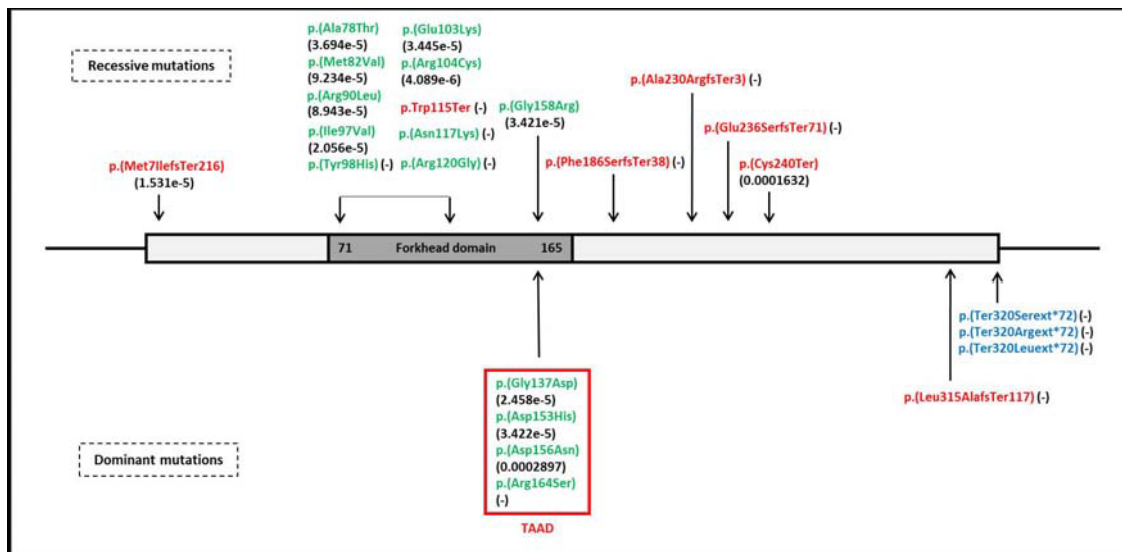 Recessive mutations
p.(Ala78Thr)
(3.694e-5)
p.(Met82Val)
(9.234e-5)
p.(Arg90Leu)
(8.943e-5)
p.(Ile97Val)
(2.056e-5)
p.(Tyr98His) (-)
p.(Glu103Lys)
(3.445e-5)
p.(Arg104Cys)
(4.089e-6)
p.Trp115Ter (-)
p.(Asn117Lys) (-)
p.(Arg120Gly) (-)
p.(Gly158Arg)
(3.421e-5)
p.(Ala230ArgfsTer3) (-)
p.(Glu236SerfsTer71) (-)
p.(Met7IlefsTer216)
(1.531e-5)
p.(Phe186SerfsTer38) (-)
p.(Cys240Ter)
(0.0001632)
71 Forkhead domain 165
p.(Ter320Serext*72) (-)
p.(Ter320Argext*72) (-)
p.(Ter320Leuext*72) (-)
p.(Leu315AlafsTer117) (-)
p.(Gly137Asp)
(2.458e-5)
p.(Asp153His)
(3.422e-5)
p.(Asp156Asn)
(0.0002897)
p.(Arg164Ser)
(-)
TAAD
Dominant mutations